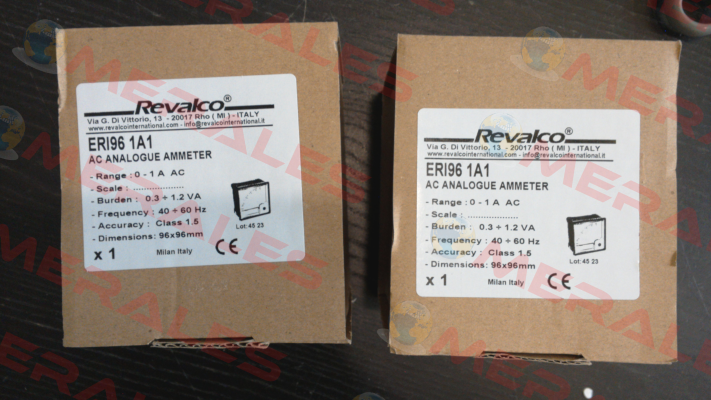 Revalco®
Via G. Di Vittorio, 13 - 20017 Rho ( MI ) - ITALY
www.revalcointernational.com - info@revalcointernational.it
ERI96 1A1
AC ANALOGUE AMMETER
- Range : 0 - 1 A AC
- Scale : ....................
- Burden : 0.3 ÷ 1.2 VA
- Frequency : 40 ÷ 60 Hz
- Accuracy : Class 1.5
- Dimensions: 96x96mm
Lot: 45 23
x 1
Milan Italy
CE
Revalco®
Via G. Di Vittorio, 13 - 20017 Rho ( MI ) - ITALY
www.revalcointernational.com - info@revalcointernational.it
ERI96 1A1
AC ANALOGUE AMMETER
- Range : 0 - 1 A AC
- Scale : ....................
- Burden : 0.3 ÷ 1.2 VA
- Frequency : 40 ÷ 60 Hz
- Accuracy : Class 1.5
- Dimensions: 96x96mm
Lot: 45 23
x 1
Milan Italy
CE
MERALES
MERALES
MERALES
MERALES